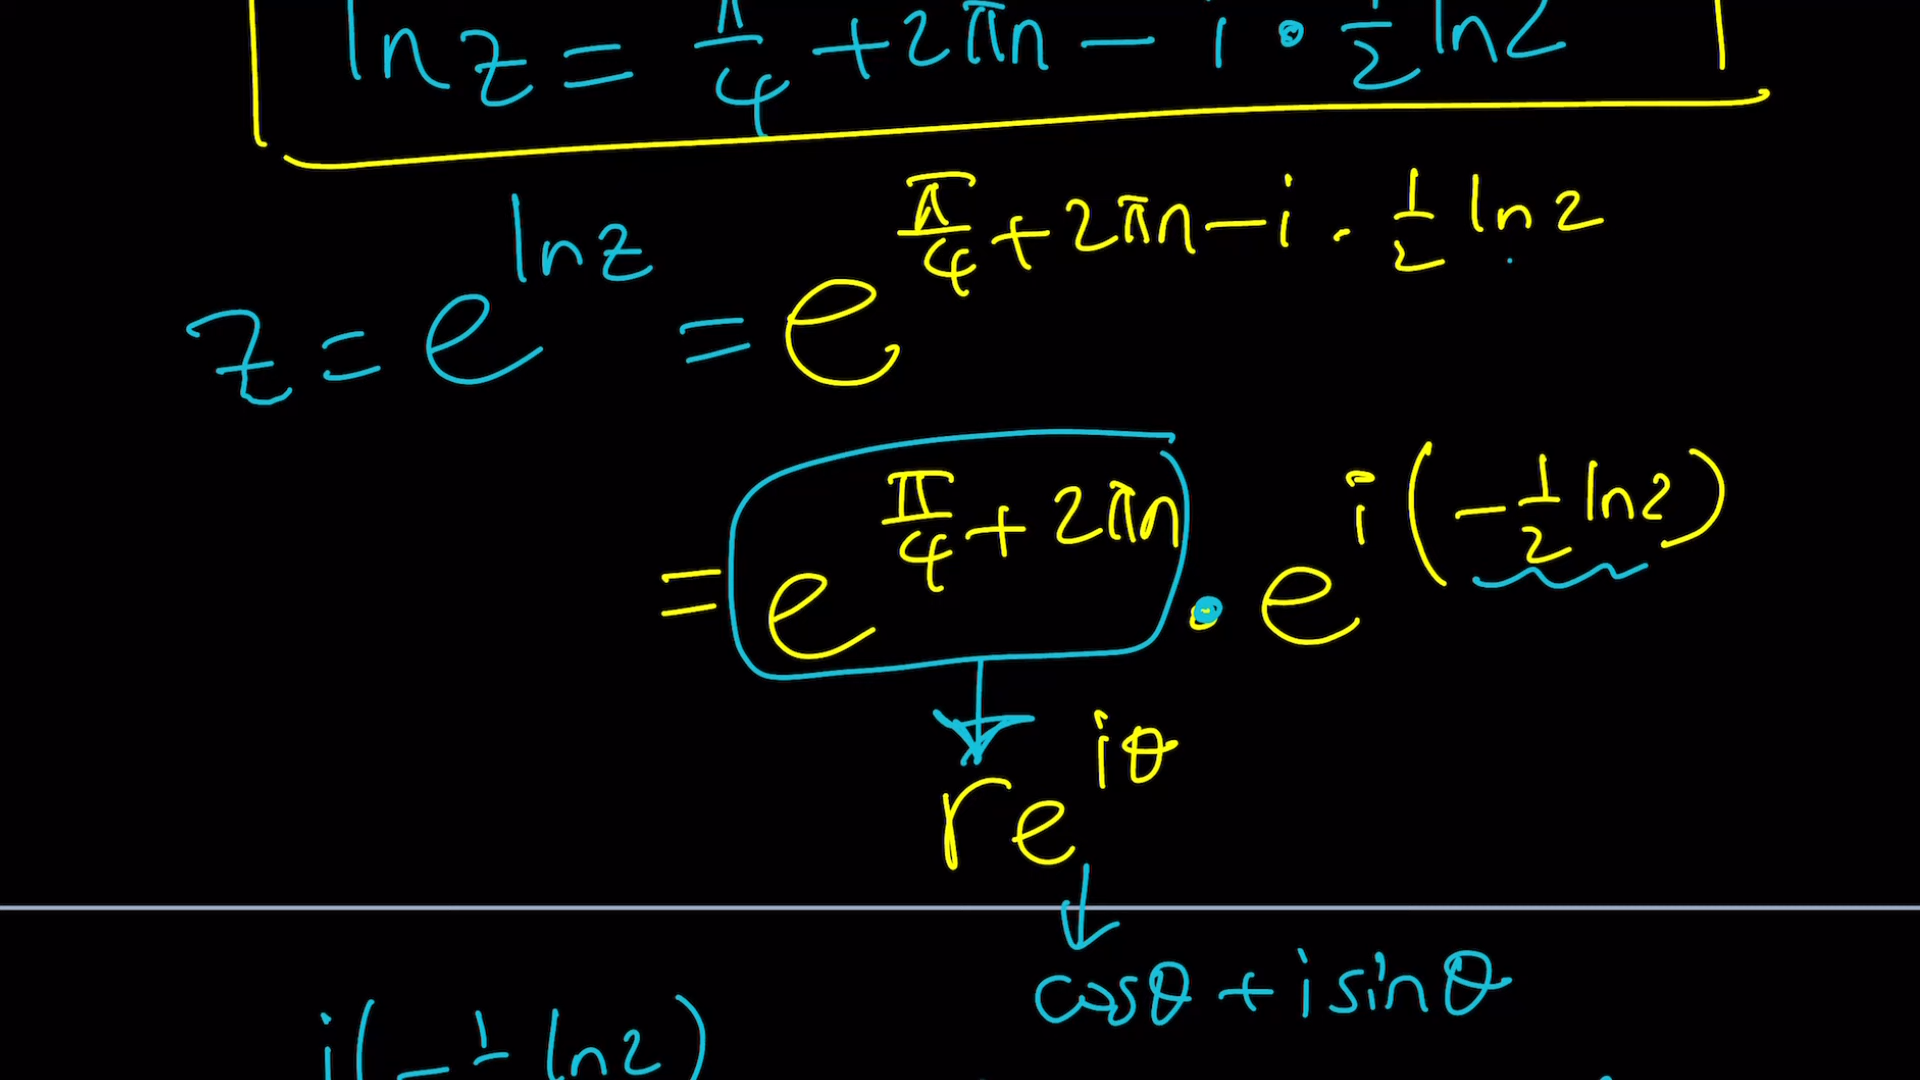 ln z = π/4 + 2πn − i • 1/2 ln2
z = e^(ln z) = e^(π/4 + 2πn − i · 1/2 ln2)
= e^(π/4 + 2πn) • e^(i(−1/2 ln2))
re^(iθ)
cosθ + i sinθ
i(−1 ln2)